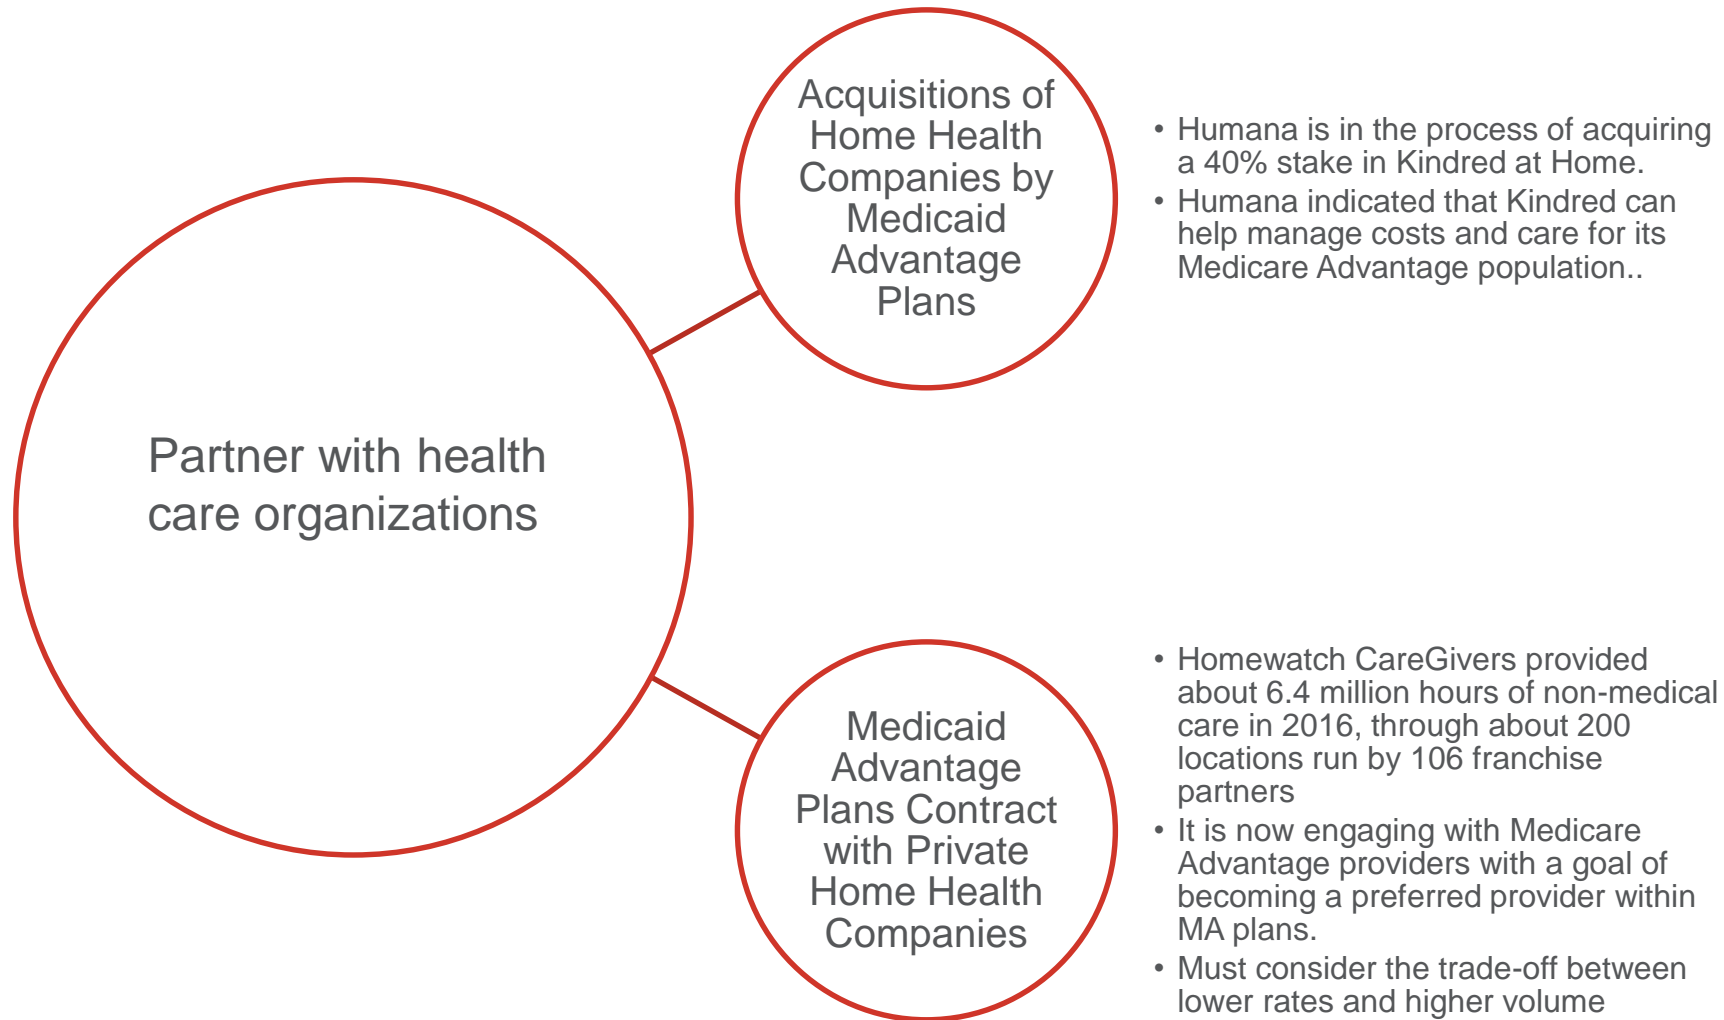 Partner with health
care organizations
Acquisitions of
Home Health
Companies by
Medicaid
Advantage
Plans
• Humana is in the process of acquiring
a 40% stake in Kindred at Home.
• Humana indicated that Kindred can
help manage costs and care for its
Medicare Advantage population..
Medicaid
Advantage
Plans Contract
with Private
Home Health
Companies
• Homewatch CareGivers provided
about 6.4 million hours of non-medical
care in 2016, through about 200
locations run by 106 franchise
partners
• It is now engaging with Medicare
Advantage providers with a goal of
becoming a preferred provider within
MA plans.
• Must consider the trade-off between
lower rates and higher volume